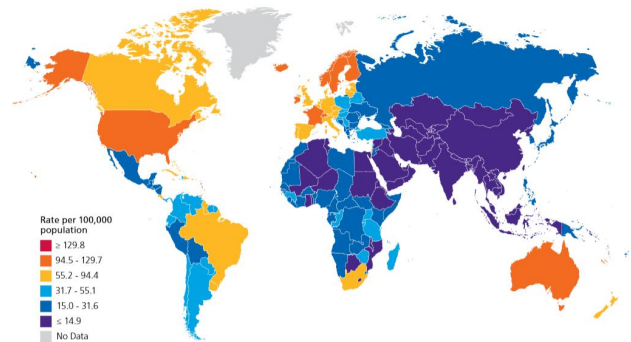 Rate per 100,000
population
≥ 129.8
94.5 - 129.7
55.2 - 94.4
31.7 - 55.1
15.0 - 31.6
≤ 14.9
No Data